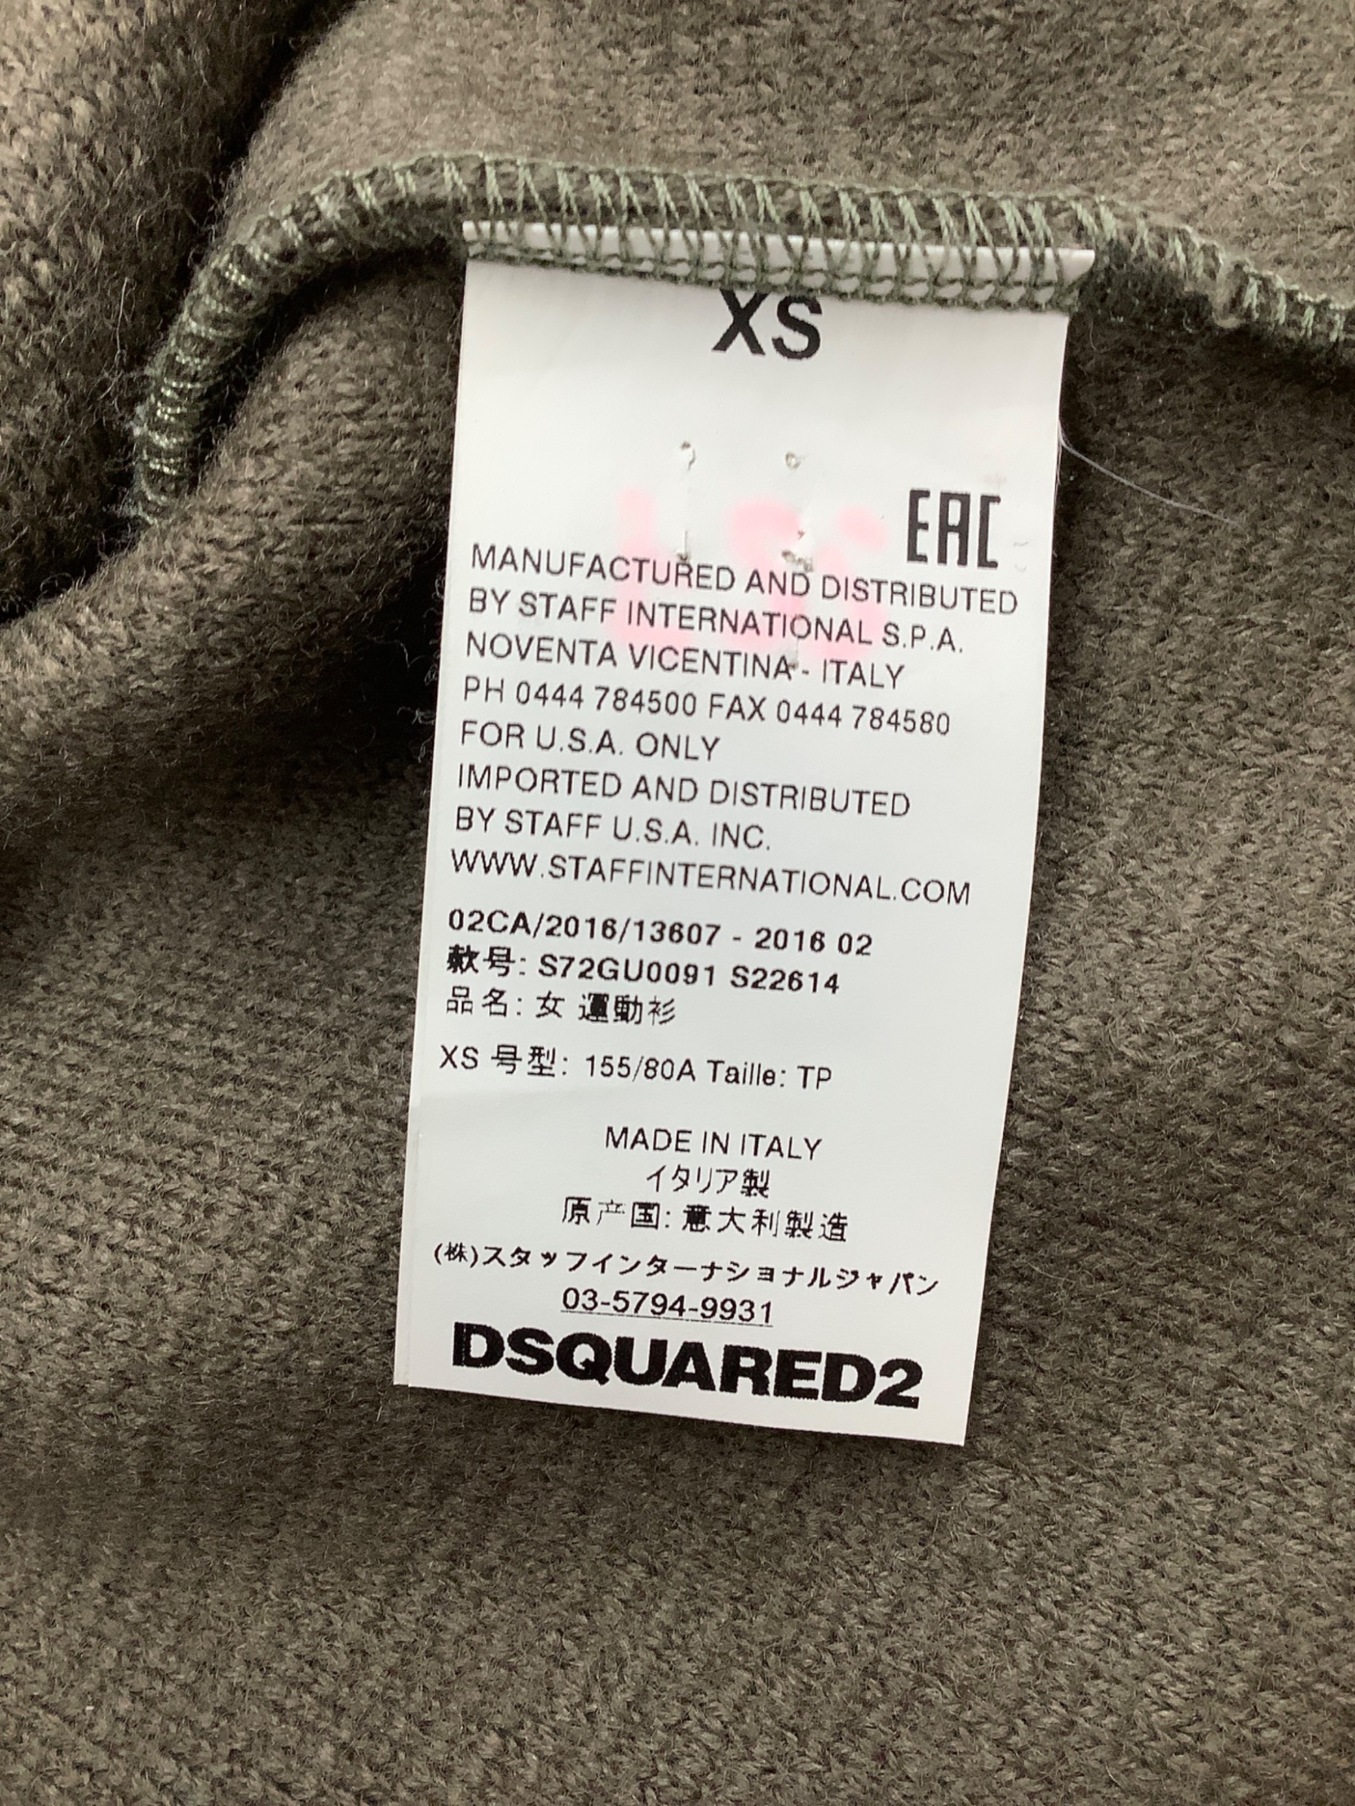 XS
EAC
MANUFACTURED AND DISTRIBUTED
BY STAFF INTERNATIONAL S.P.A.
NOVENTA VICENTINA - ITALY
PH 0444 784500 FAX 0444 784580
FOR U.S.A. ONLY
IMPORTED AND DISTRIBUTED
BY STAFF U.S.A. INC.
WWW.STAFFINTERNATIONAL.COM
02CA/2016/13607 - 2016 02
款号: S72GU0091 S22614
品名: 女 運動衫
XS 号型: 155/80A Taille: TP
MADE IN ITALY
イタリア製
原产国: 意大利製造
(株)スタッフインターナショナルジャパン
03-5794-9931
DSQUARED2